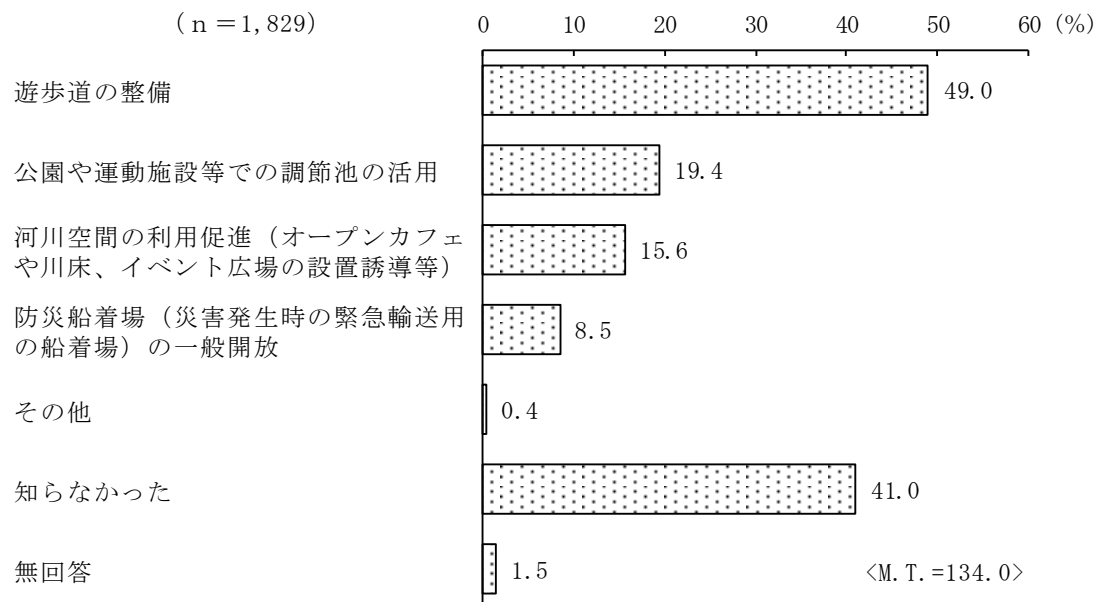 （ｎ＝1,829）
0 10 20 30 40 50 60 (%)
遊歩道の整備 49.0
公園や運動施設等での調節池の活用 19.4
河川空間の利用促進（オープンカフェ
や川床、イベント広場の設置誘導等） 15.6
防災船着場（災害発生時の緊急輸送用
の船着場）の一般開放 8.5
その他 0.4
知らなかった 41.0
無回答 1.5
<M.T.=134.0>